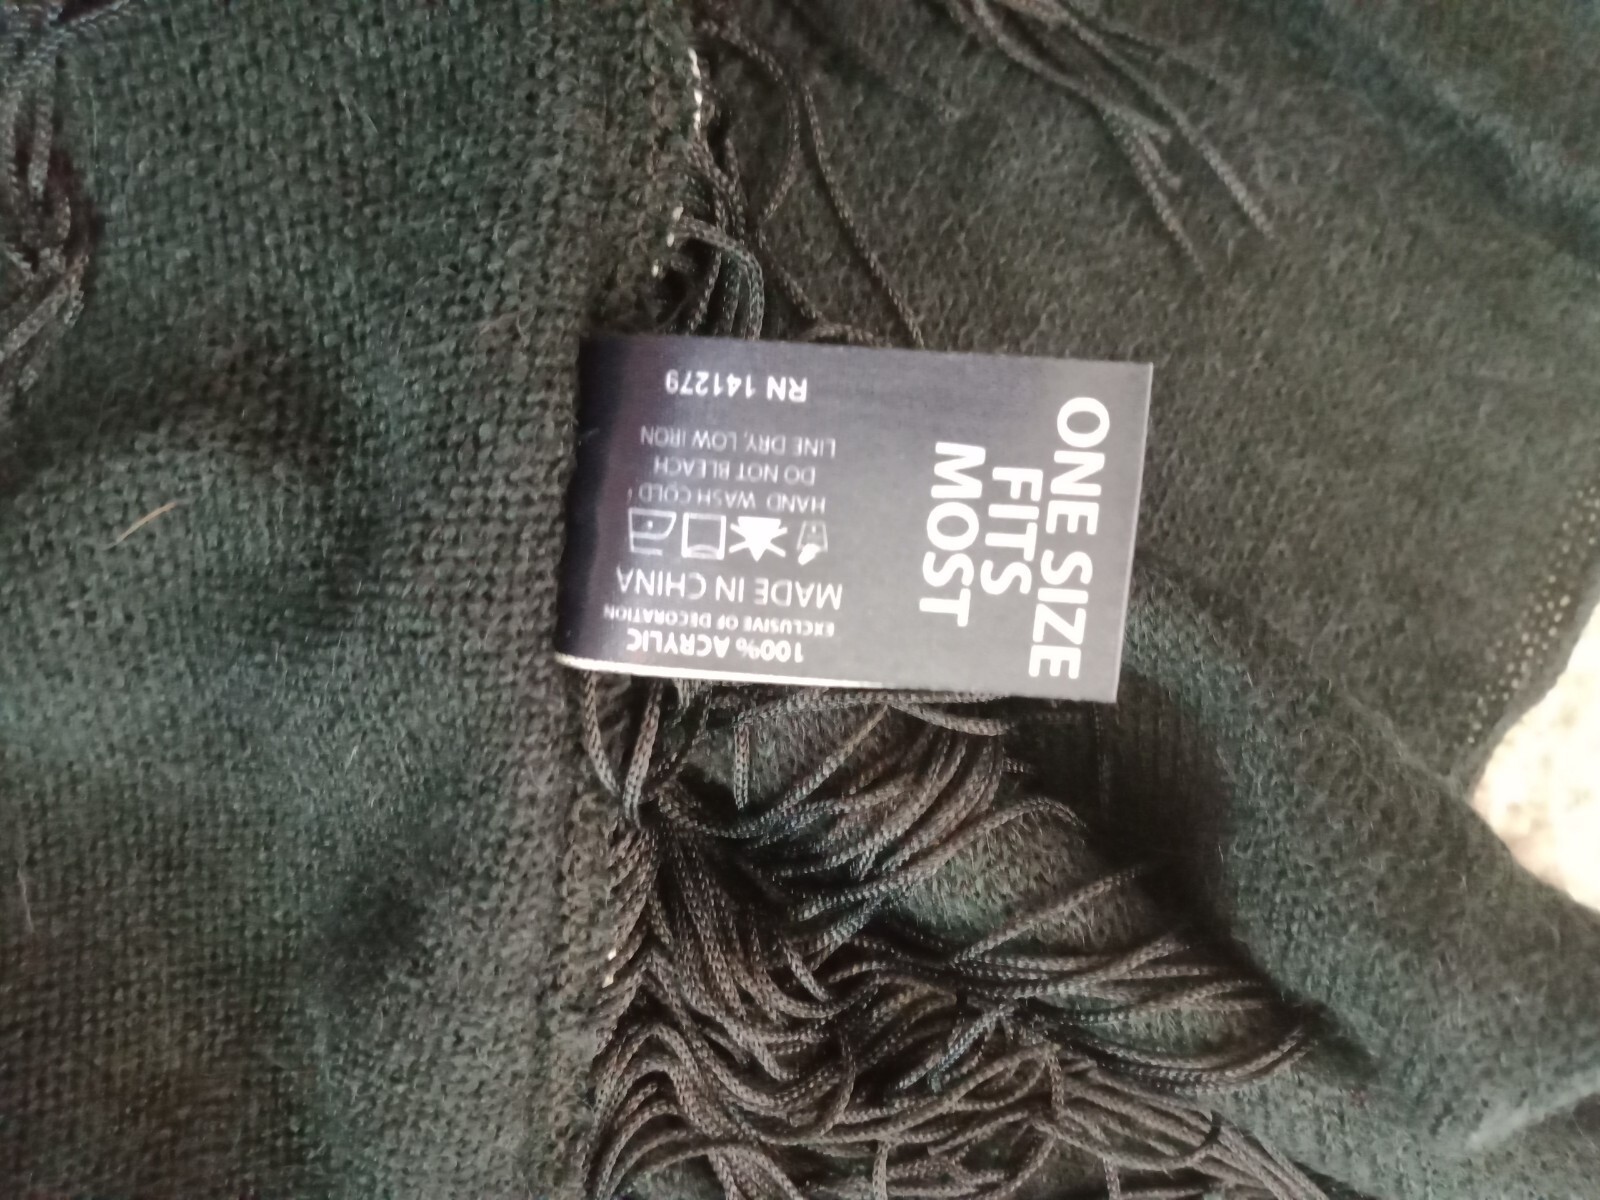 ONE SIZE
FITS
MOST
100% ACRYLIC
EXCLUSIVE OF DECORATION
MADE IN CHINA
HAND WASH COLD
DO NOT BLEACH
LINE DRY, LOW IRON
RN 141279